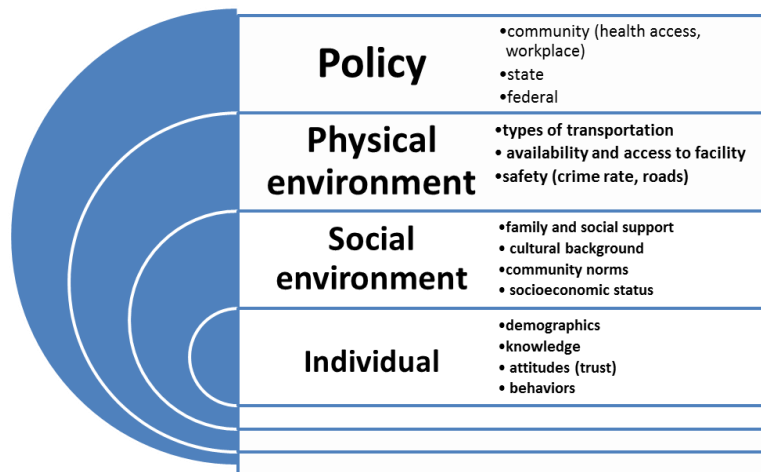 Policy
•community (health access,
workplace)
•state
•federal
Physical
environment
•types of transportation
• availability and access to facility
•safety (crime rate, roads)
Social
environment
•family and social support
• cultural background
•community norms
• socioeconomic status
Individual
•demographics
•knowledge
• attitudes (trust)
• behaviors